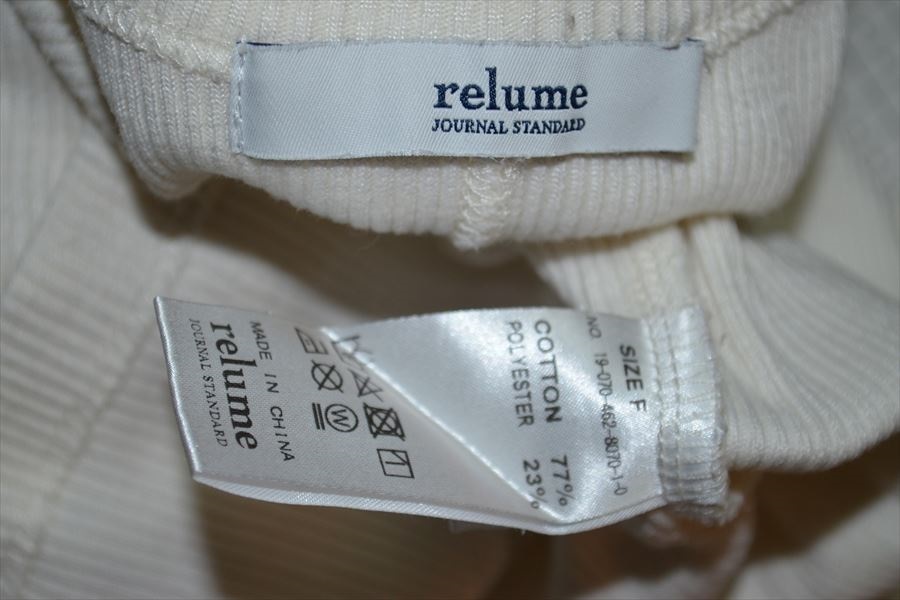 relume
JOURNAL STANDARD
SIZE F
NO. 19-070-462-8070-1-0
COTTON 77%
POLYESTER 23%
W
relume
JOURNAL STANDARD
MADE IN CHINA